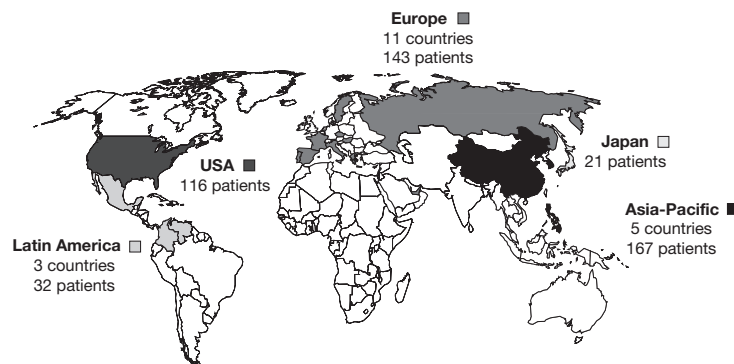 Europe
11 countries
143 patients
USA
116 patients
Japan
21 patients
Asia-Pacific
5 countries
167 patients
Latin America
3 countries
32 patients